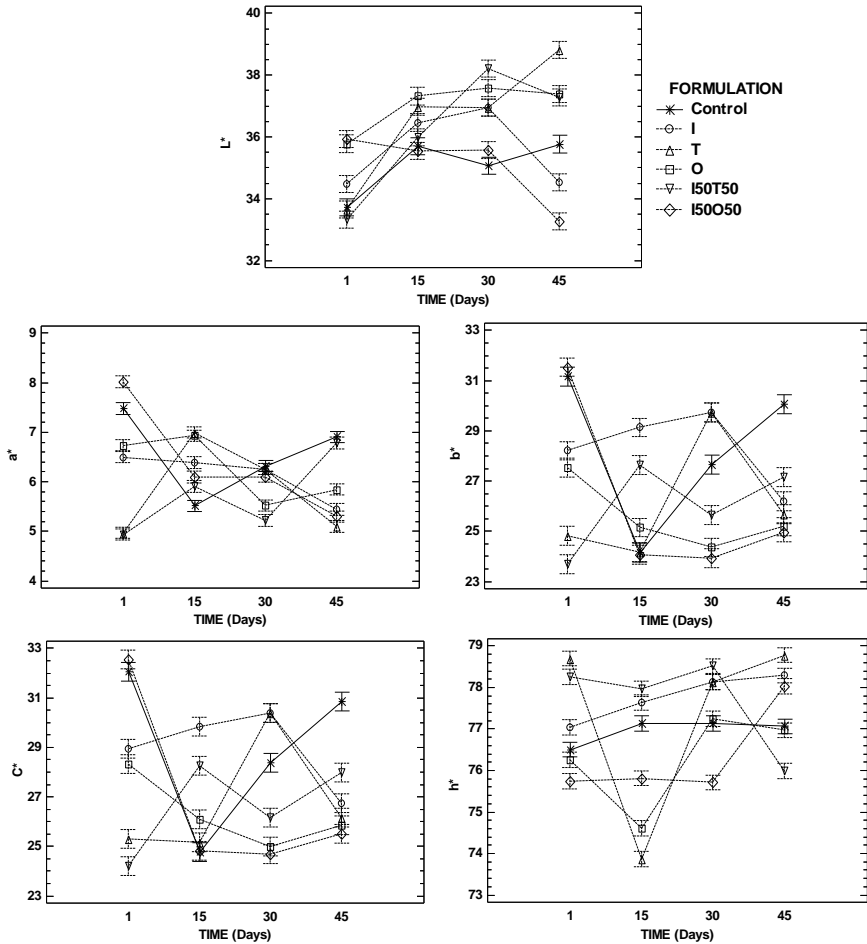 40
38
36
34
32
L*
1 15 30 45
TIME (Days)
FORMULATION
Control
I
T
O
I50T50
I50O50
9
8
7
6
5
4
a*
1 15 30 45
TIME (Days)
33
31
29
27
25
23
b*
1 15 30 45
TIME (Days)
33
31
29
27
25
23
C*
1 15 30 45
TIME (Days)
79
78
77
76
75
74
73
h*
1 15 30 45
TIME (Days)